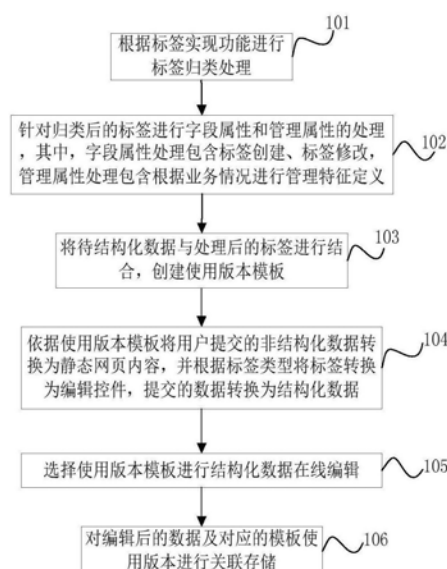 101
根据标签实现功能进行
标签归类处理
102
针对归类后的标签进行字段属性和管理属性的处理
，其中，字段属性处理包含标签创建、标签修改，
管理属性处理包含根据业务情况进行管理特征定义
103
将待结构化数据与处理后的标签进行结
合，创建使用版本模板
104
依据使用版本模板将用户提交的非结构化数据转
换为静态网页内容，并根据标签类型将标签转换
为编辑控件，提交的数据转换为结构化数据
105
选择使用版本模板进行结构化数据在线编辑
106
对编辑后的数据及对应的模板使
用版本进行关联存储